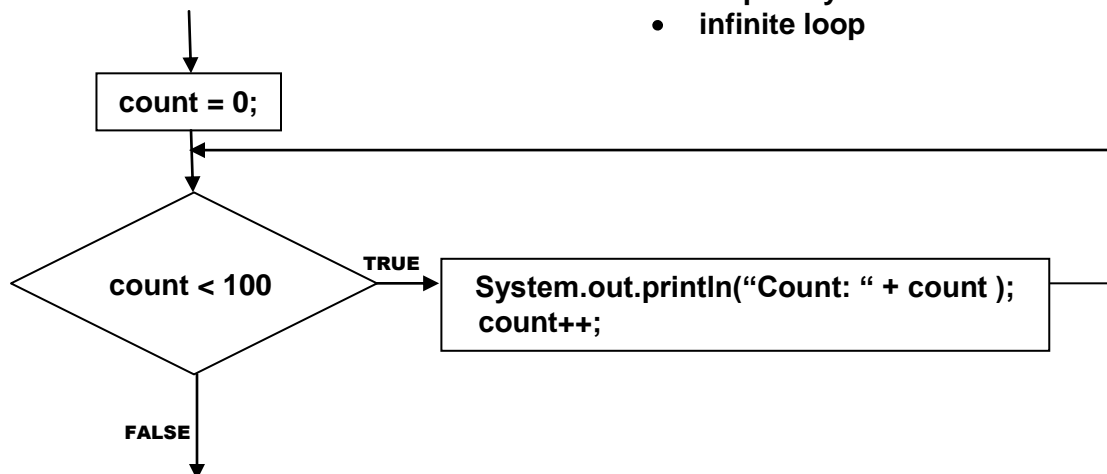 • infinite loop
count = 0;
count < 100
TRUE
System.out.println(“Count: “ + count );
count++;
FALSE